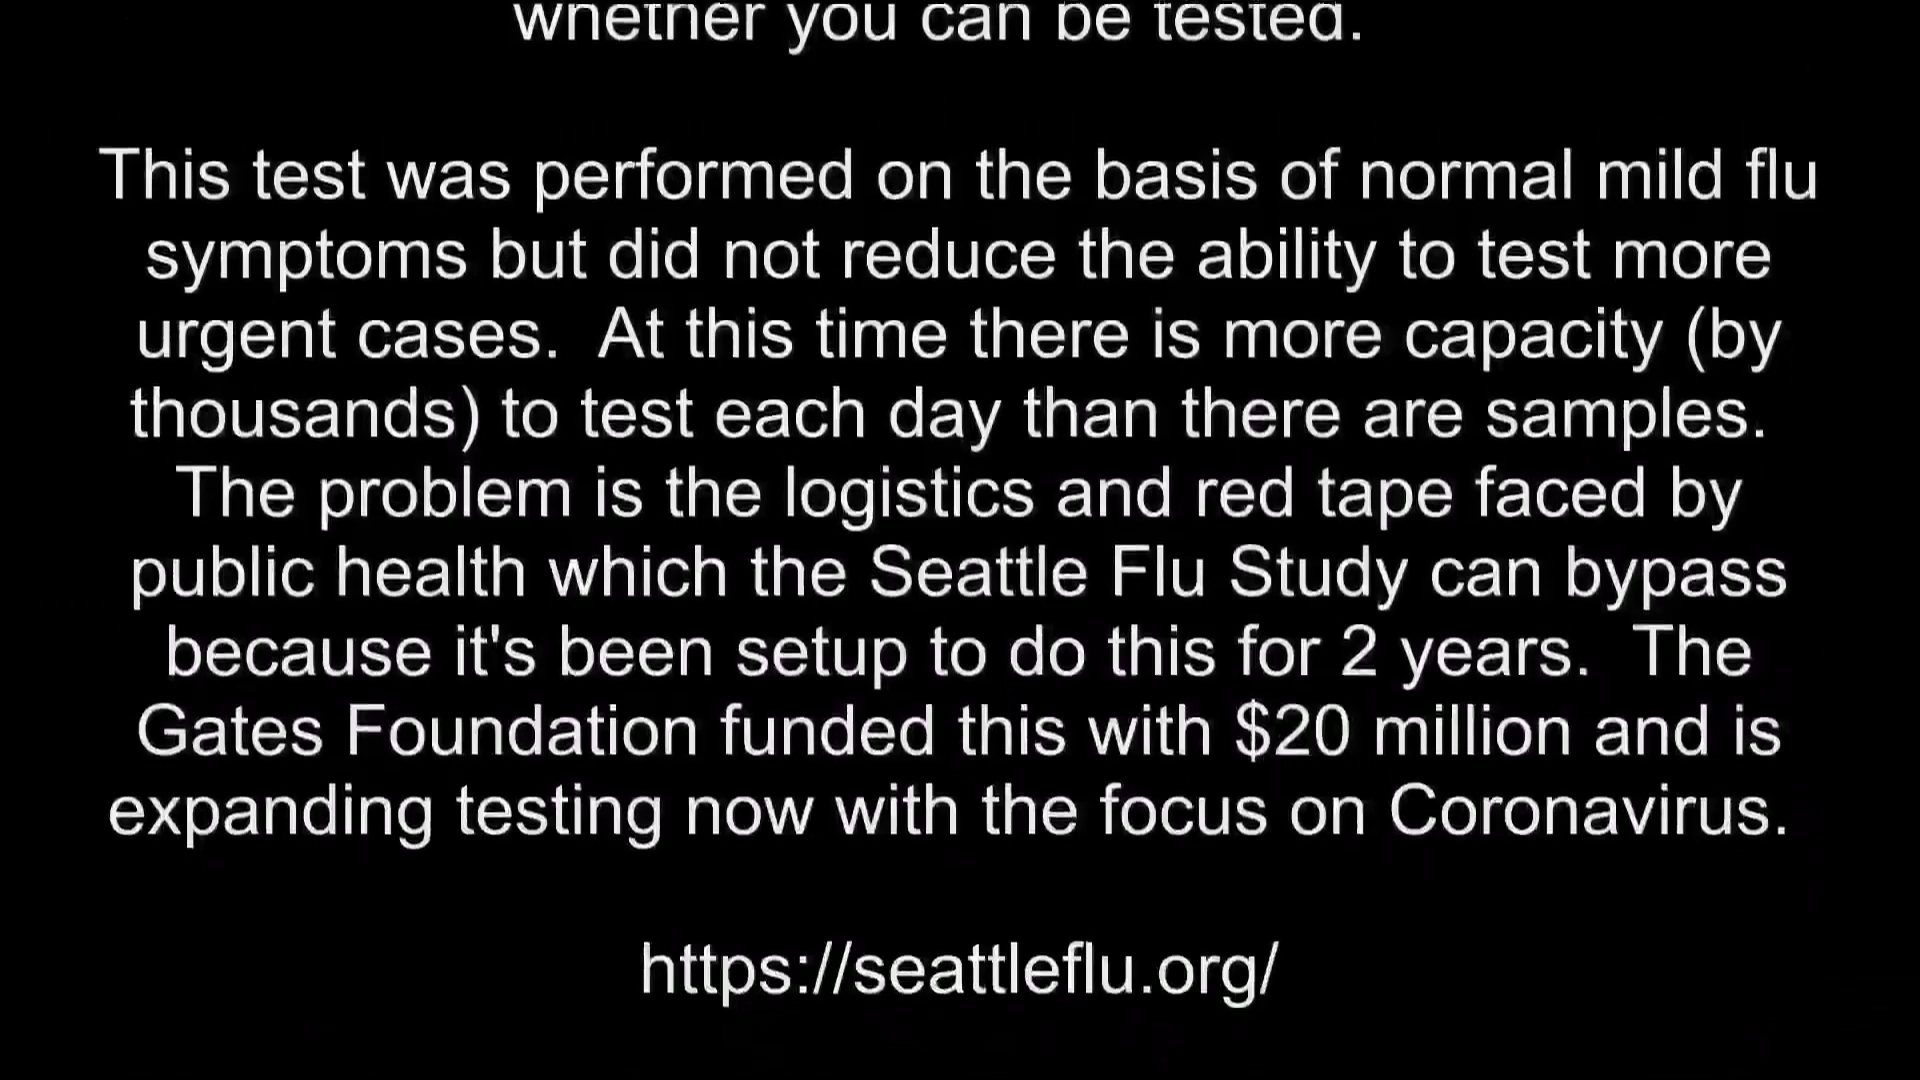 whether you can be tested.
This test was performed on the basis of normal mild flu
symptoms but did not reduce the ability to test more
urgent cases.  At this time there is more capacity (by
thousands) to test each day than there are samples.
The problem is the logistics and red tape faced by
public health which the Seattle Flu Study can bypass
because it's been setup to do this for 2 years.  The
Gates Foundation funded this with $20 million and is
expanding testing now with the focus on Coronavirus.
https://seattleflu.org/